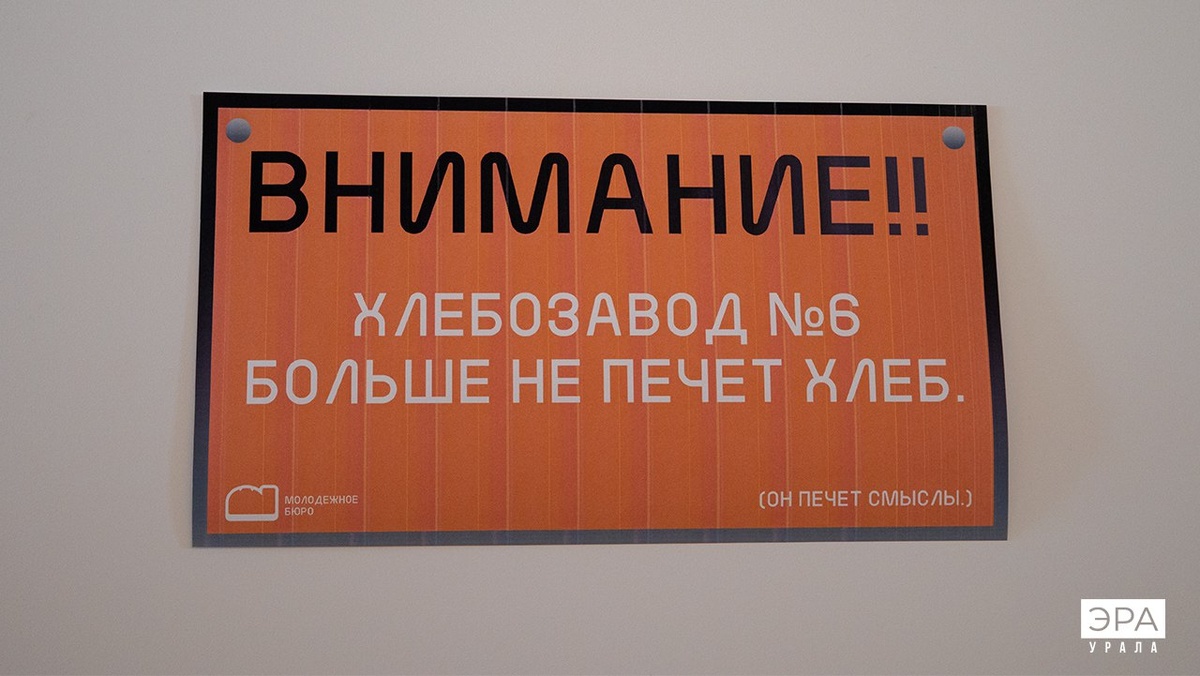 ВНИМАНИЕ!!
ХЛЕБОЗАВОД №6
БОЛЬШЕ НЕ ПЕЧЕТ ХЛЕБ.
МОЛОДЕЖНОЕ
БЮРО
(ОН ПЕЧЕТ СМЫСЛЫ.)
ЭРА
УРАЛА